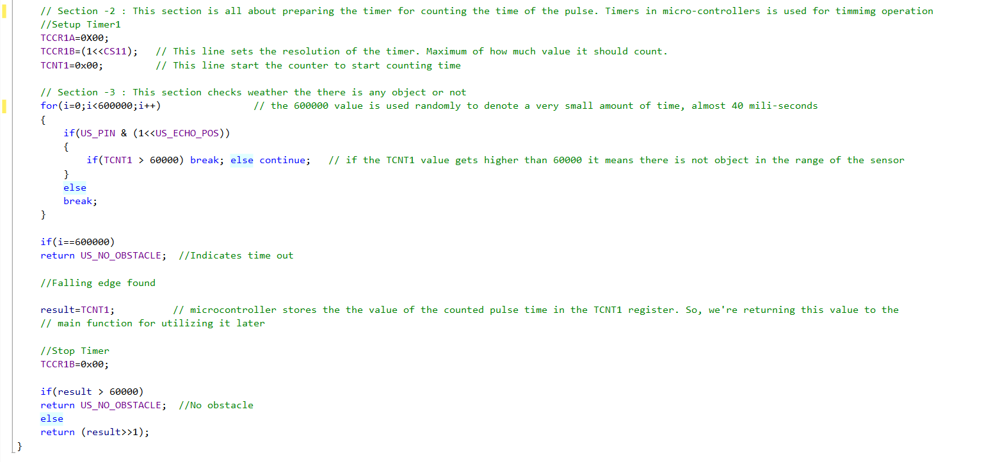 // Section -2 : This section is all about preparing the timer for counting the time of the pulse. Timers in micro-controllers is used for timmimg operation
//Setup Timer1
TCCR1A=0X00;
TCCR1B=(1<<CS11);   // This line sets the resolution of the timer. Maximum of how much value it should count.
TCNT1=0x00;         // This line start the counter to start counting time
// Section -3 : This section checks weather the there is any object or not
for(i=0;i<600000;i++)                // the 600000 value is used randomly to denote a very small amount of time, almost 40 mili-seconds
{
if(US_PIN & (1<<US_ECHO_POS))
{
if(TCNT1 > 60000) break; else continue;   // if the TCNT1 value gets higher than 60000 it means there is not object in the range of the sensor
}
else
break;
}
if(i==600000)
return US_NO_OBSTACLE;  //Indicates time out
//Falling edge found
result=TCNT1;          // microcontroller stores the the value of the counted pulse time in the TCNT1 register. So, we're returning this value to the
// main function for utilizing it later
//Stop Timer
TCCR1B=0x00;
if(result > 60000)
return US_NO_OBSTACLE;  //No obstacle
else
return (result>>1);
}